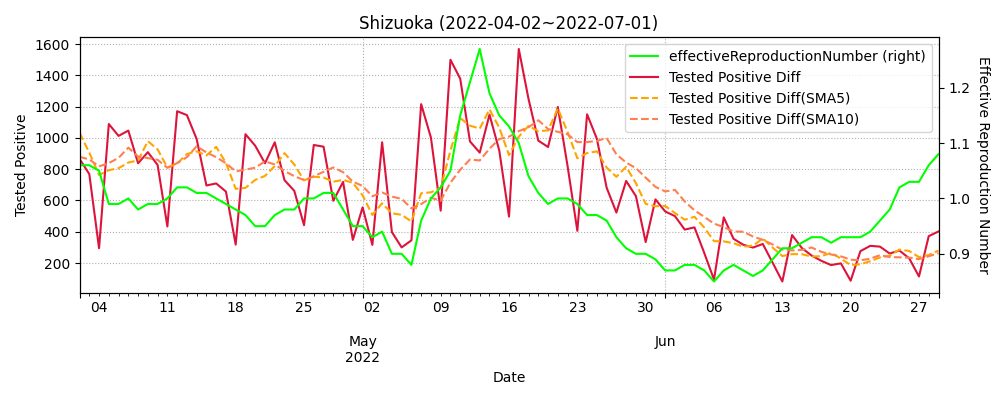 Shizuoka (2022-04-02~2022-07-01)
effectiveReproductionNumber (right)
Tested Positive Diff
Tested Positive Diff(SMA5)
Tested Positive Diff(SMA10)
Tested Positive
1600
1400
1200
1000
800
600
400
200
1.2
1.1
1.0
0.9
Effective Reproduction Number
04 11 18 25 02 09 16 23 30 06 13 20 27
May Jun
2022
Date